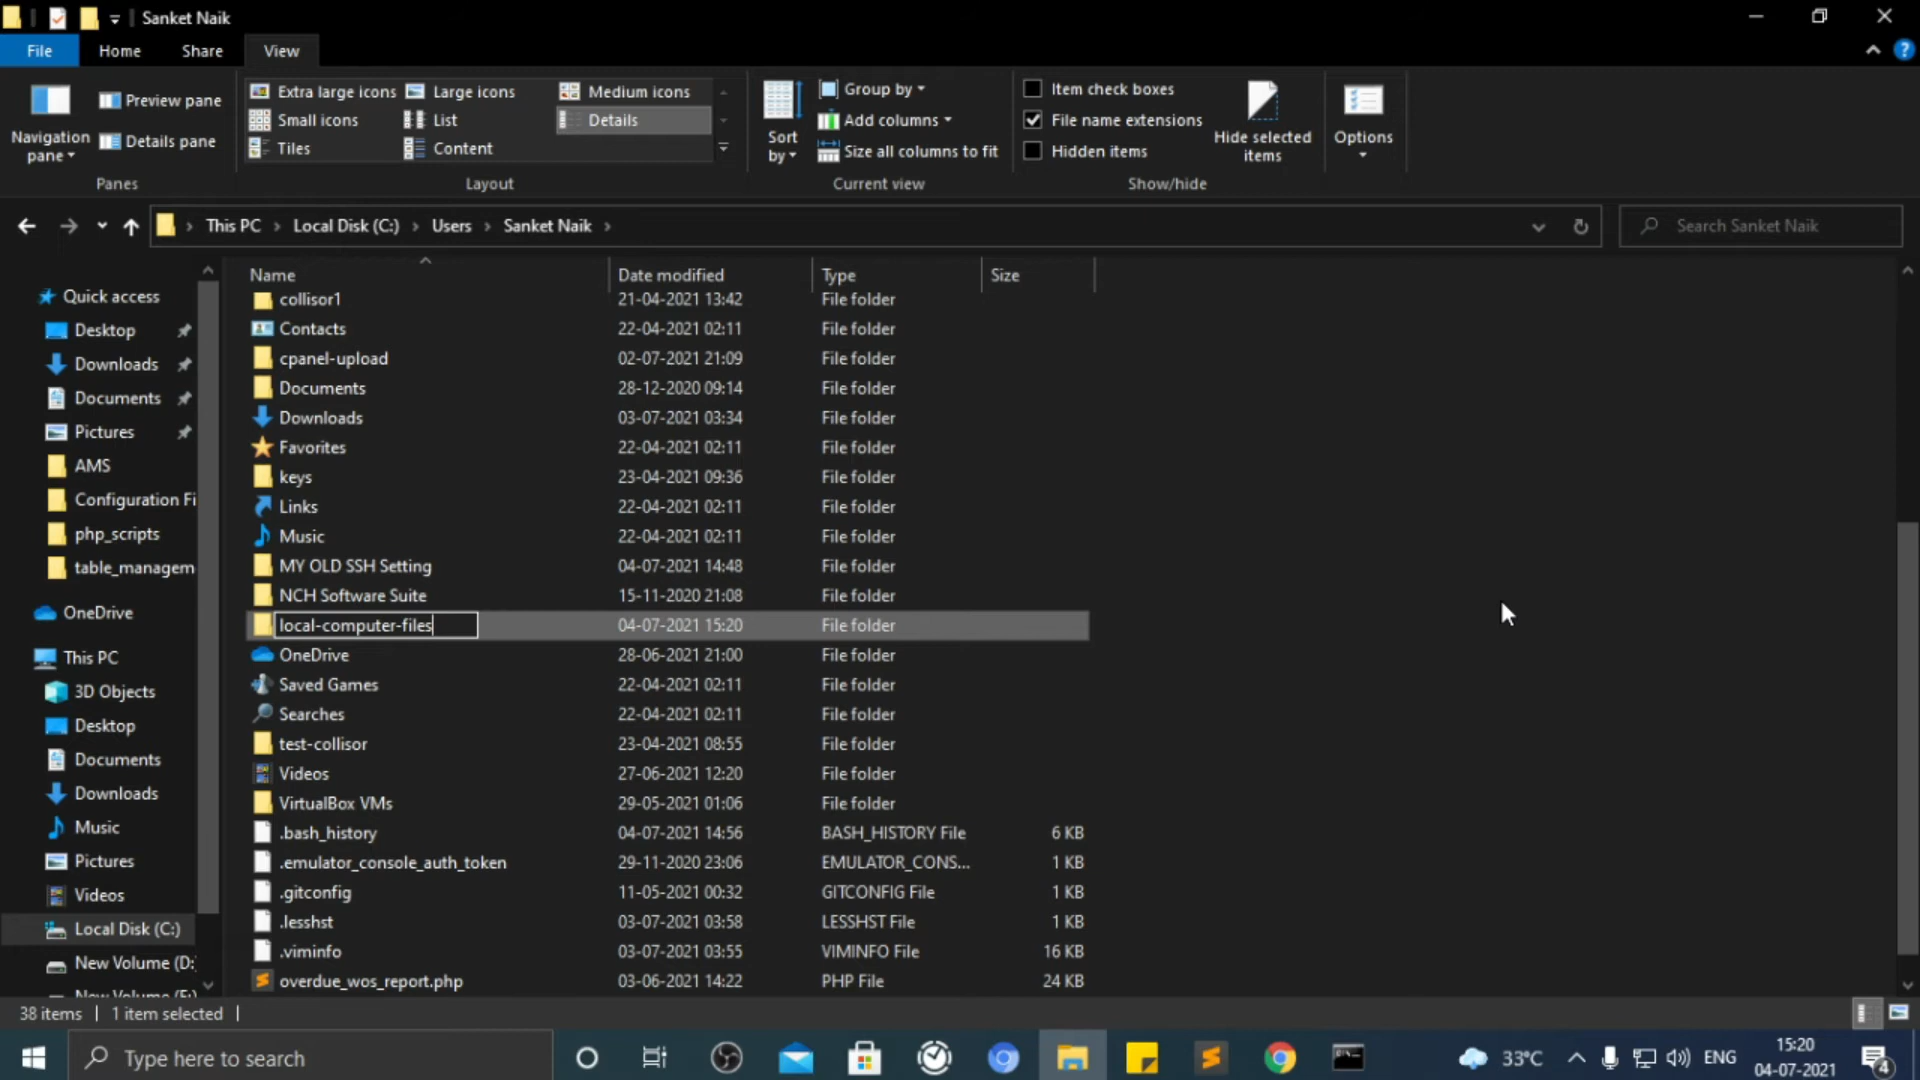 Sanket Naik
File Home Share View
Navigation pane
Preview pane
Details pane
Panes
Extra large icons Large icons Medium icons
Small icons List Details
Tiles Content
Layout
Sort by
Group by
Add columns
Size all columns to fit
Current view
Item check boxes
File name extensions
Hidden items
Hide selected items
Show/hide
Options
This PC Local Disk (C:) Users Sanket Naik
Search Sanket Naik
Quick access
Desktop
Downloads
Documents
Pictures
AMS
Configuration Fi
php_scripts
table_managem
OneDrive
This PC
3D Objects
Desktop
Documents
Downloads
Music
Pictures
Videos
Local Disk (C:)
New Volume (D:
New Volume (F:)
Name Date modified Type Size
collisor1 21-04-2021 13:42 File folder
Contacts 22-04-2021 02:11 File folder
cpanel-upload 02-07-2021 21:09 File folder
Documents 28-12-2020 09:14 File folder
Downloads 03-07-2021 03:34 File folder
Favorites 22-04-2021 02:11 File folder
keys 23-04-2021 09:36 File folder
Links 22-04-2021 02:11 File folder
Music 22-04-2021 02:11 File folder
MY OLD SSH Setting 04-07-2021 14:48 File folder
NCH Software Suite 15-11-2020 21:08 File folder
local-computer-files 04-07-2021 15:20 File folder
OneDrive 28-06-2021 21:00 File folder
Saved Games 22-04-2021 02:11 File folder
Searches 22-04-2021 02:11 File folder
test-collisor 23-04-2021 08:55 File folder
Videos 27-06-2021 12:20 File folder
VirtualBox VMs 29-05-2021 01:06 File folder
.bash_history 04-07-2021 14:56 BASH_HISTORY File 6 KB
.emulator_console_auth_token 29-11-2020 23:06 EMULATOR_CONS... 1 KB
.gitconfig 11-05-2021 00:32 GITCONFIG File 1 KB
.lesshst 03-07-2021 03:58 LESSHST File 1 KB
.viminfo 03-07-2021 03:55 VIMINFO File 16 KB
overdue_wos_report.php 03-06-2021 14:22 PHP File 24 KB
38 items 1 item selected
Type here to search
33°C
ENG
15:20
04-07-2021
4